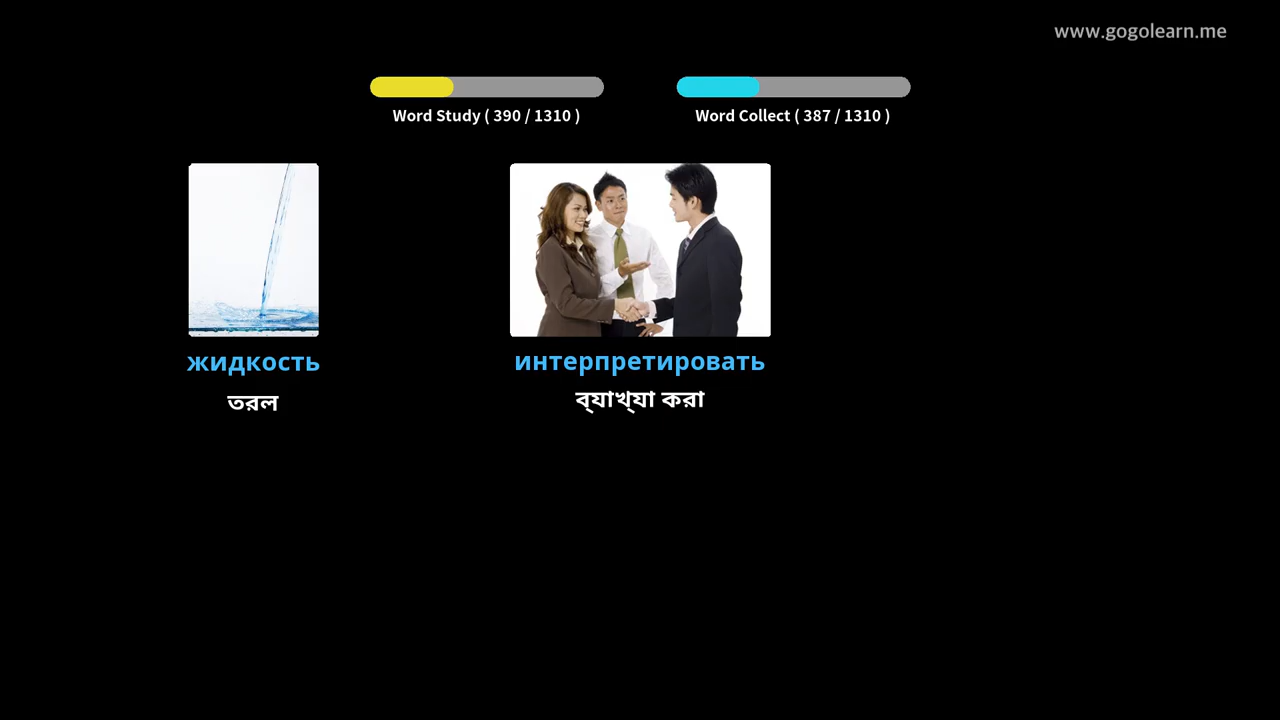 www.gogolearn.me
Word Study ( 390 / 1310 )
Word Collect ( 387 / 1310 )
жидкость
তরল
интерпретировать
ব্যাখ্যা করা